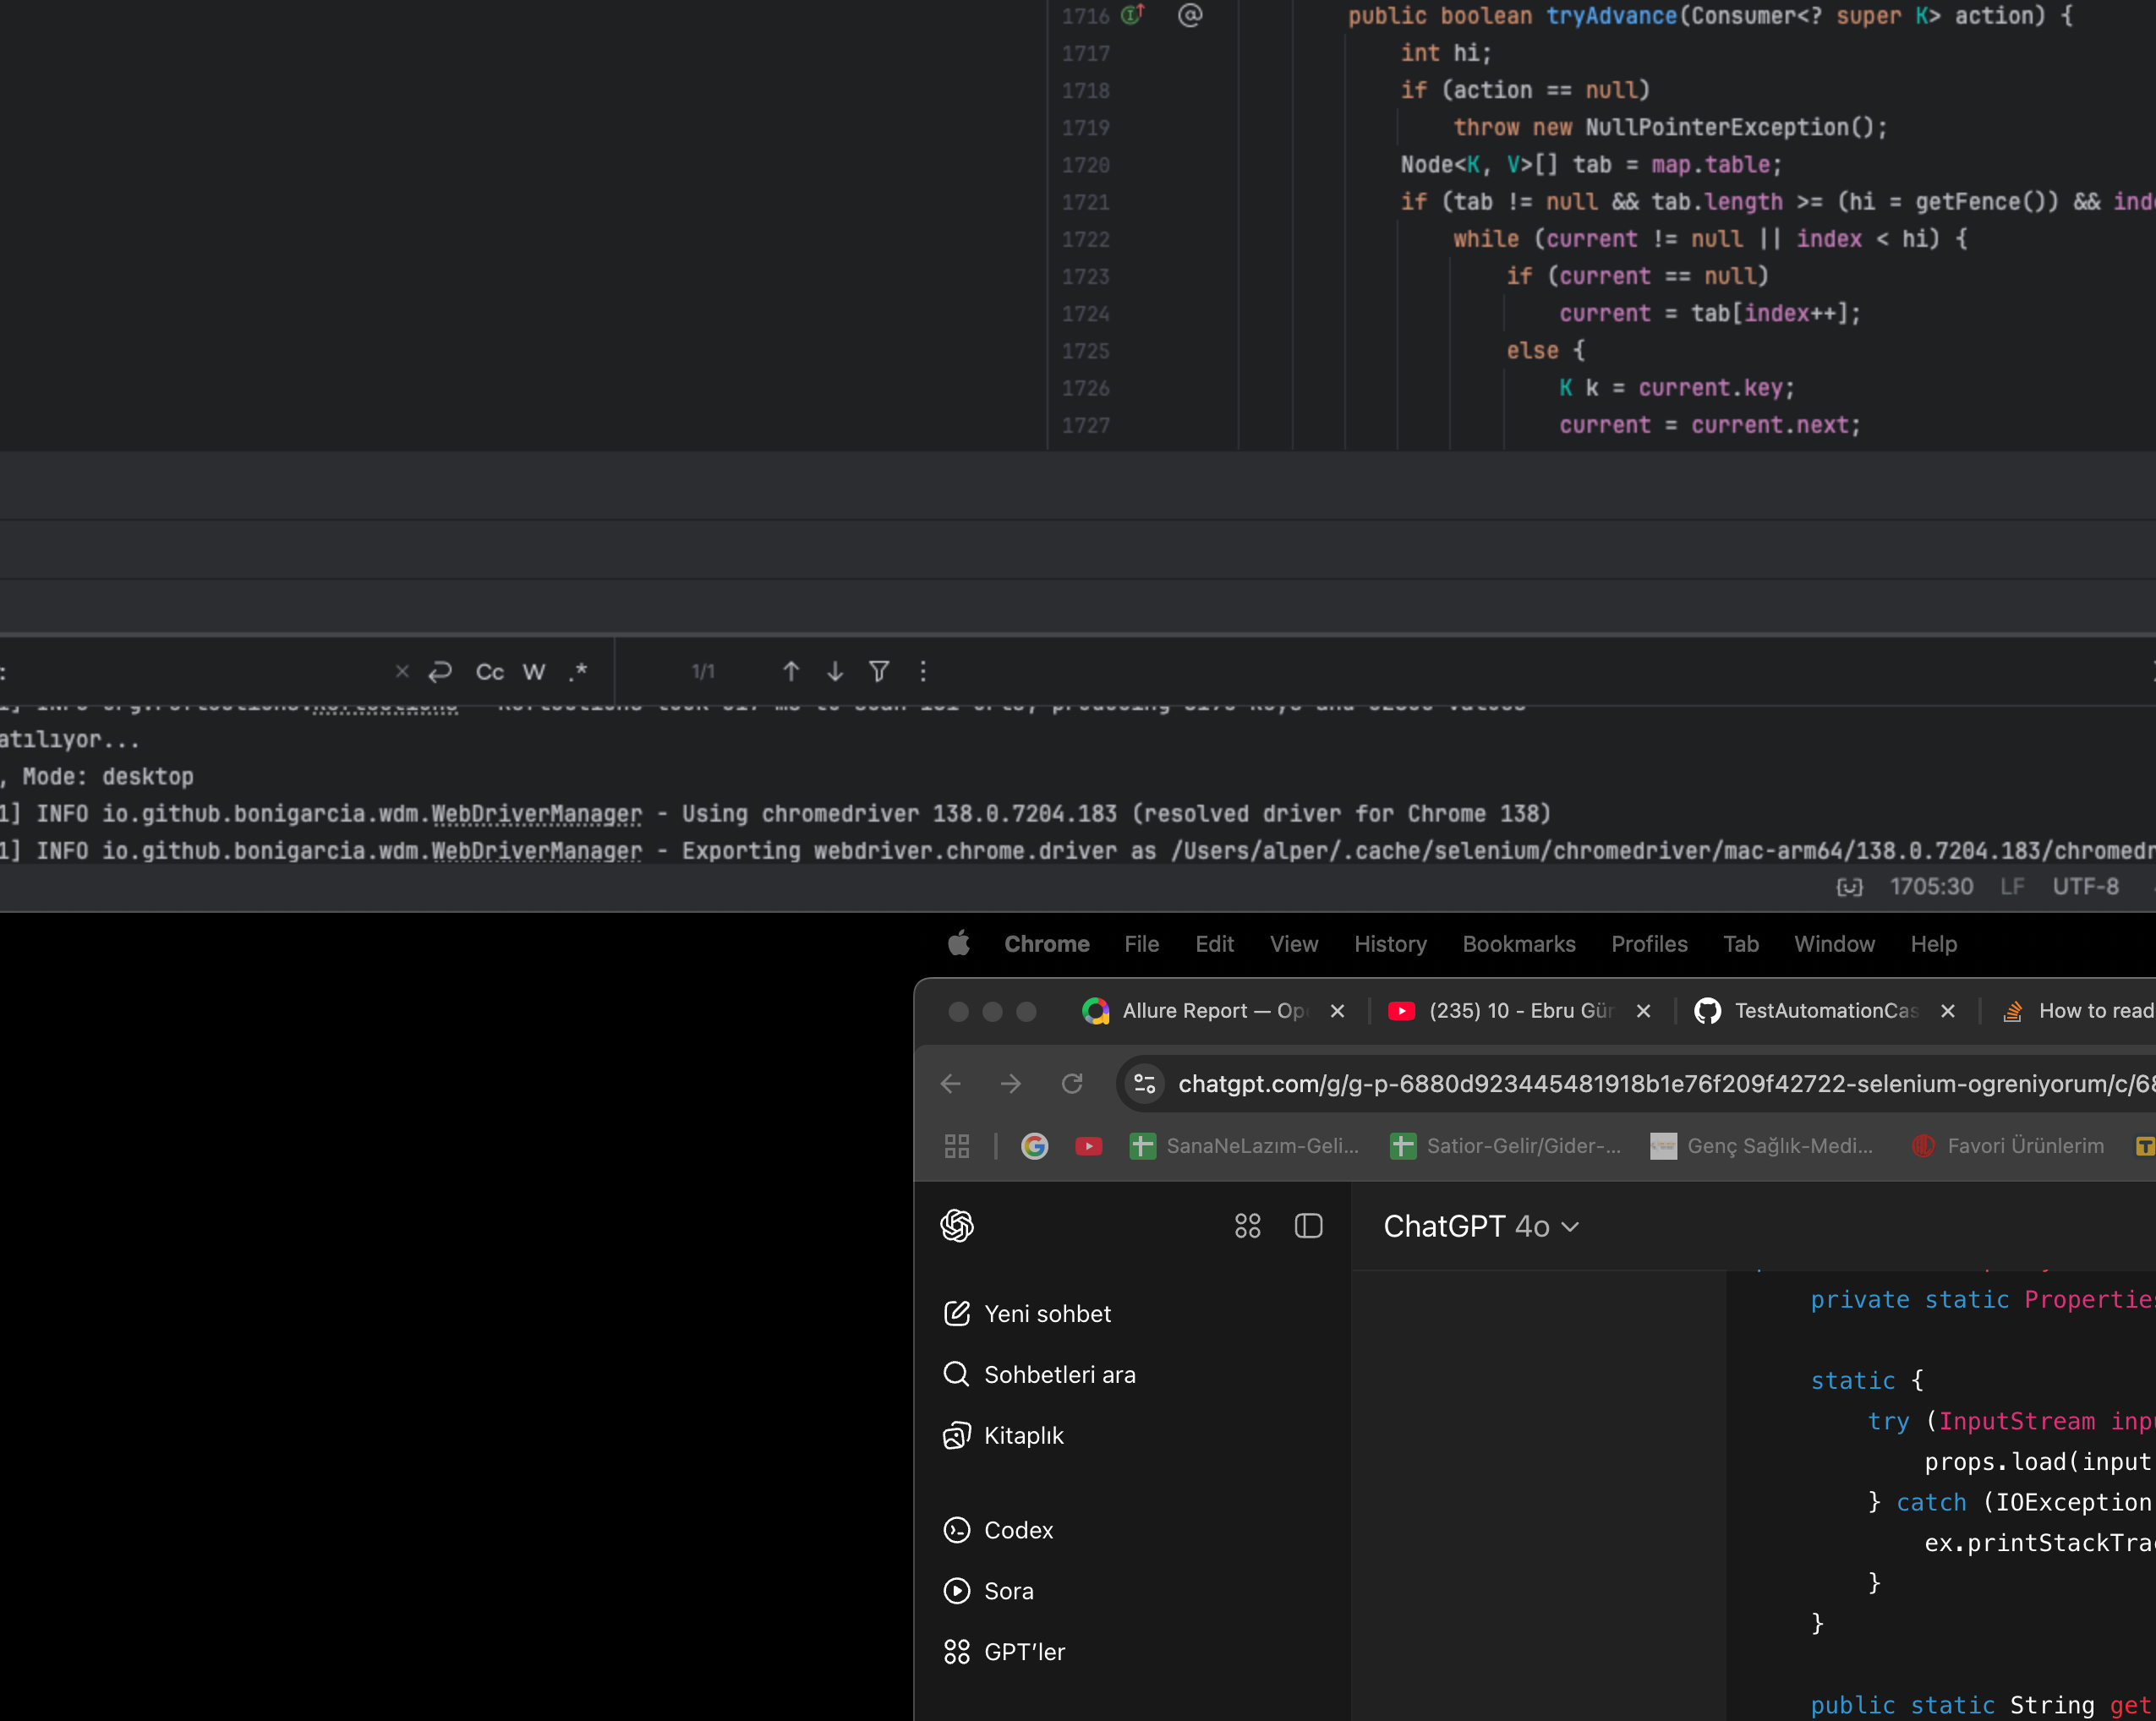 1716 @ public boolean tryAdvance(Consumer<? super K> action) {
1717 int hi;
1718 if (action == null)
1719 throw new NullPointerException();
1720 Node<K, V>[] tab = map.table;
1721 if (tab != null && tab.length >= (hi = getFence()) && ind
1722 while (current != null || index < hi) {
1723 if (current == null)
1724 current = tab[index++];
1725 else {
1726 K k = current.key;
1727 current = current.next;
: × Cc W .* 1/1
atılıyor...
, Mode: desktop
1] INFO io.github.bonigarcia.wdm.WebDriverManager - Using chromedriver 138.0.7204.183 (resolved driver for Chrome 138)
1] INFO io.github.bonigarcia.wdm.WebDriverManager - Exporting webdriver.chrome.driver as /Users/alper/.cache/selenium/chromedriver/mac-arm64/138.0.7204.183/chromedr
1705:30 LF UTF-8
Chrome File Edit View History Bookmarks Profiles Tab Window Help
Allure Report — Op (235) 10 - Ebru Gün TestAutomationCas How to read
chatgpt.com/g/g-p-6880d923445481918b1e76f209f42722-selenium-ogreniyorum/c/68
SanaNeLazım-Geli... Satior-Gelir/Gider-... Genç Sağlık-Medi... Favori Ürünlerim
ChatGPT 4o
Yeni sohbet
Sohbetleri ara
Kitaplık
Codex
Sora
GPT'ler
private static Properties
static {
try (InputStream inpu
props.load(input
} catch (IOException
ex.printStackTrac
}
}
public static String get